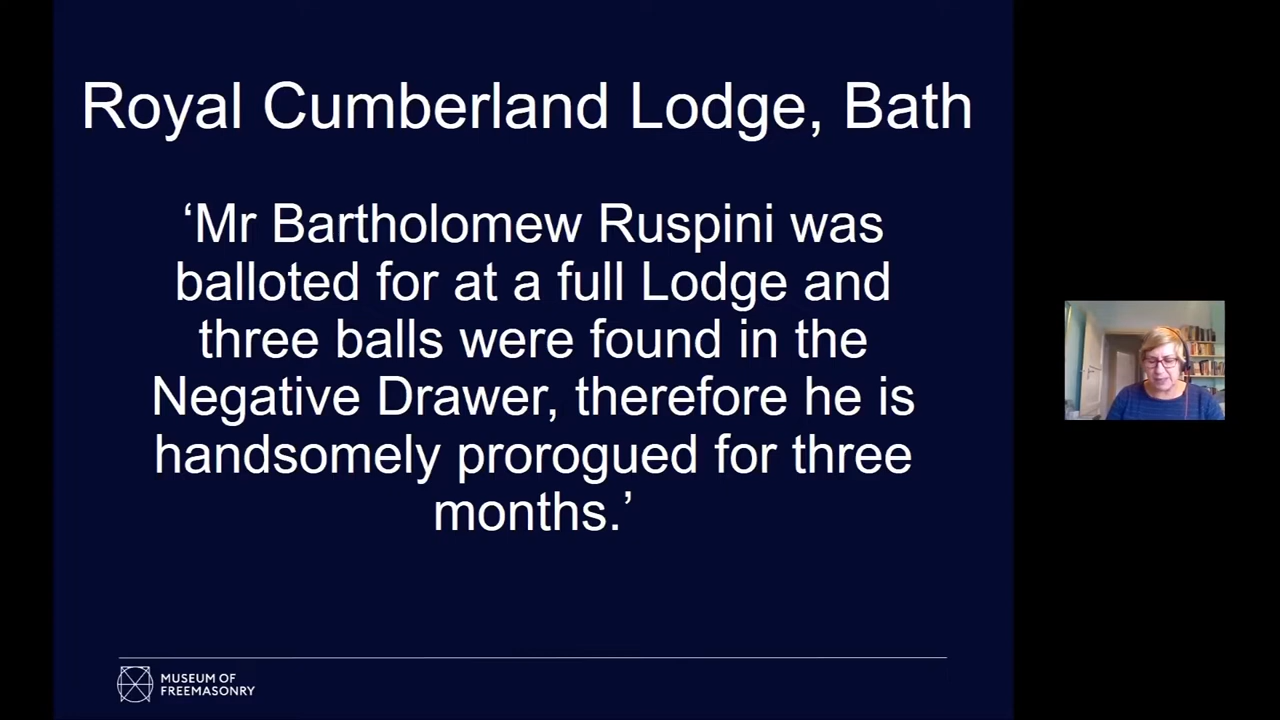 Royal Cumberland Lodge, Bath
‘Mr Bartholomew Ruspini was
balloted for at a full Lodge and
three balls were found in the
Negative Drawer, therefore he is
handsomely prorogued for three
months.’
MUSEUM OF
FREEMASONRY